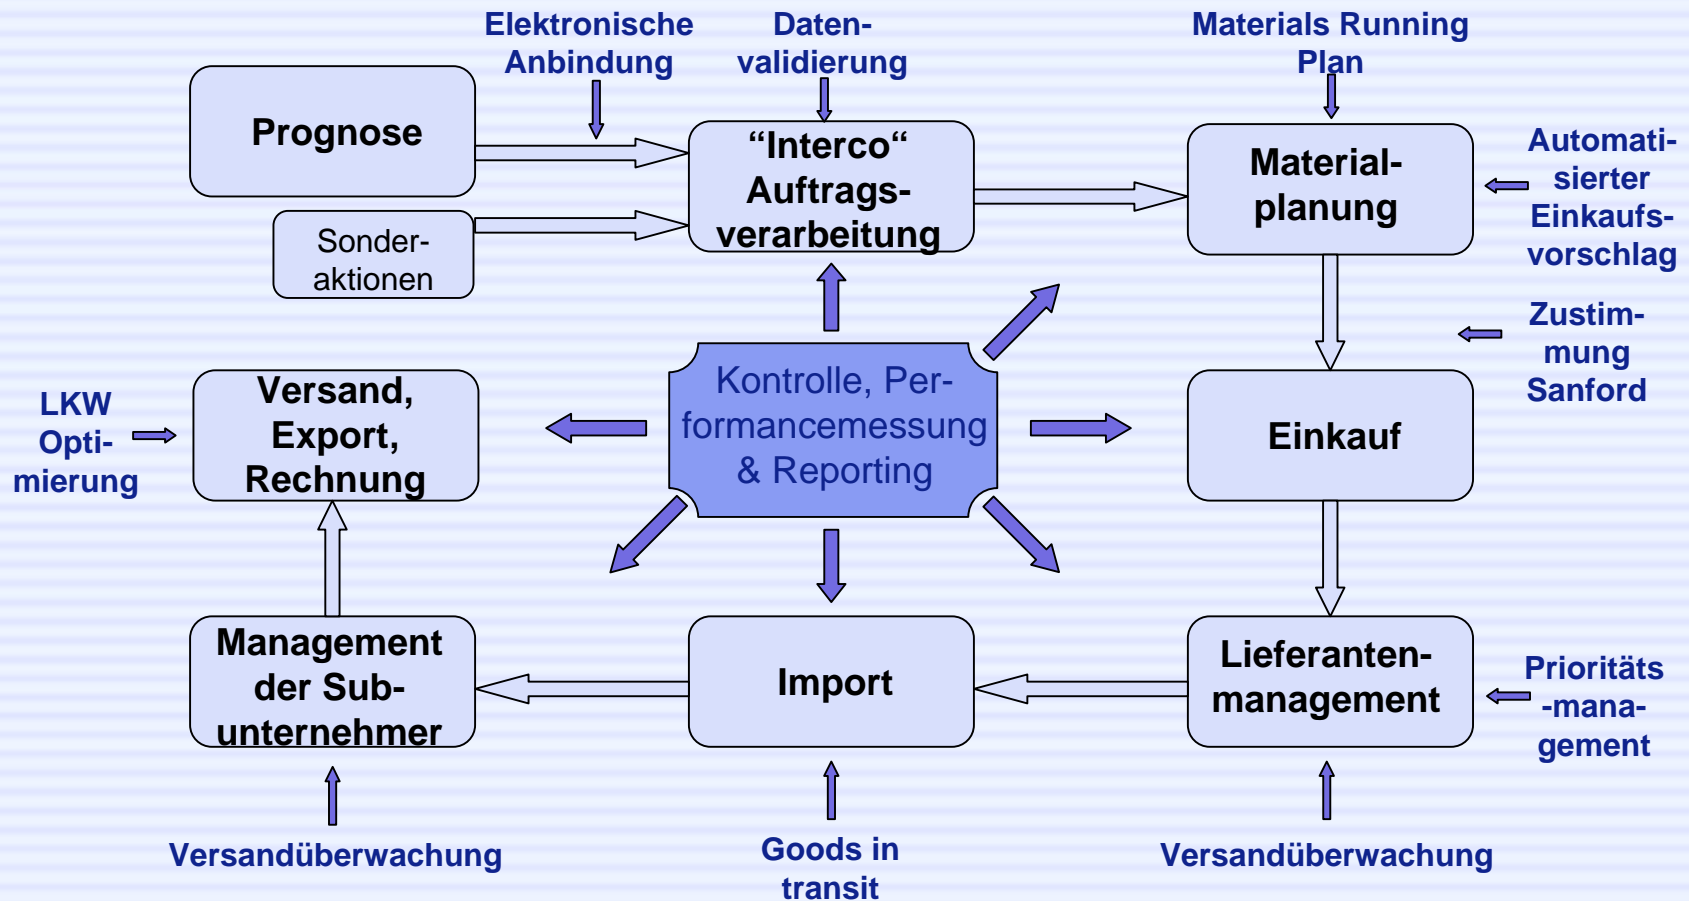 Elektronische
Anbindung
Daten-
validierung
Materials Running
Plan
Prognose
“Interco“
Auftrags-
verarbeitung
Material-
planung
Automati-
sierter
Einkaufs-
vorschlag
Sonder-
aktionen
Zustim-
mung
Sanford
LKW
Opti-
mierung
Versand,
Export,
Rechnung
Kontrolle, Per-
formancemessung
& Reporting
Einkauf
Management
der Sub-
unternehmer
Import
Lieferanten-
management
Prioritäts
-mana-
gement
Versandüberwachung
Goods in
transit
Versandüberwachung